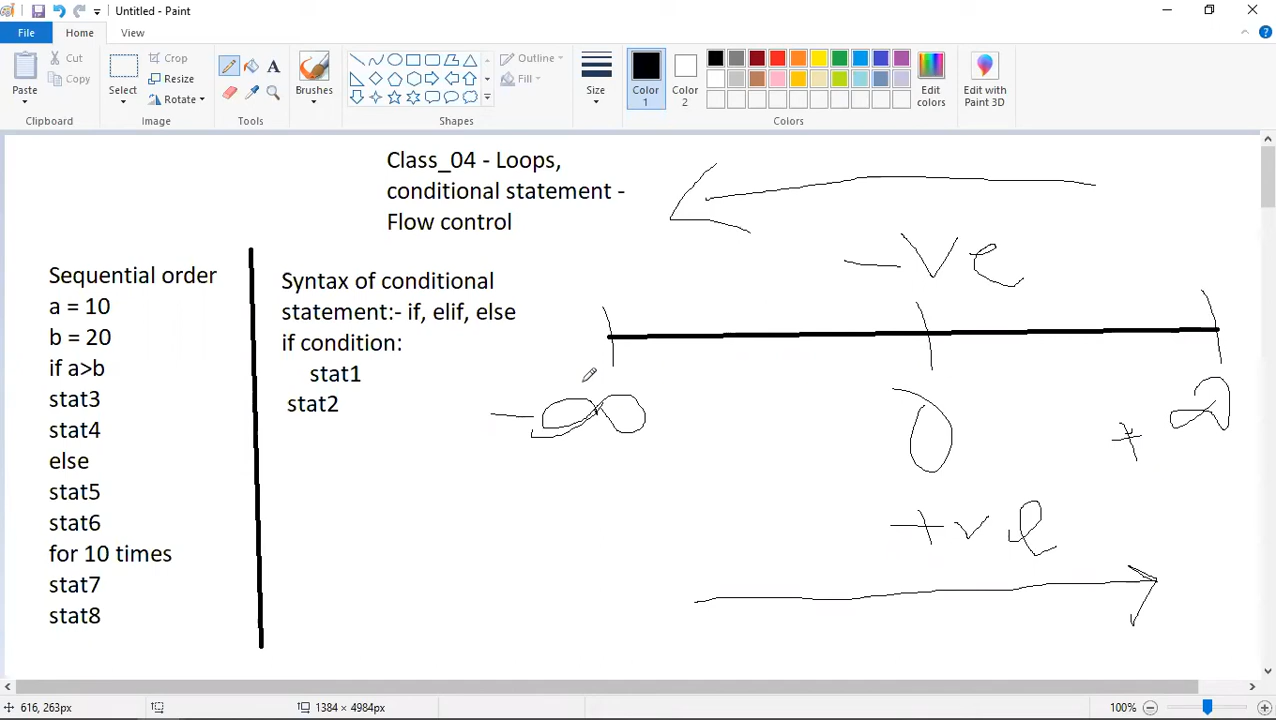 Untitled - Paint
File
Home
View
Paste
Cut
Copy
Clipboard
Select
Crop
Resize
Rotate
Image
Tools
Brushes
Shapes
Outline
Fill
Size
Color 1
Color 2
Colors
Edit colors
Edit with Paint 3D
Class_04 - Loops,
conditional statement -
Flow control
Sequential order
a = 10
b = 20
if a>b
stat3
stat4
else
stat5
stat6
for 10 times
stat7
stat8
Syntax of conditional
statement:- if, elif, else
if condition:
stat1
stat2
-ve
-∞
0
+
+ve
616, 263px
1384 × 4984px
100%